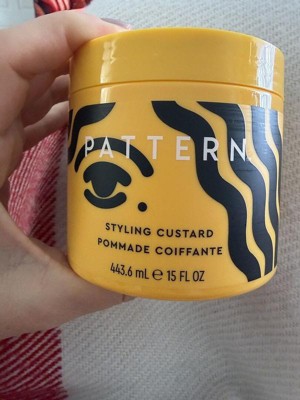 PATTERN
STYLING CUSTARD
POMMADE COIFFANTE
443.6 mL ℮ 15 FL OZ